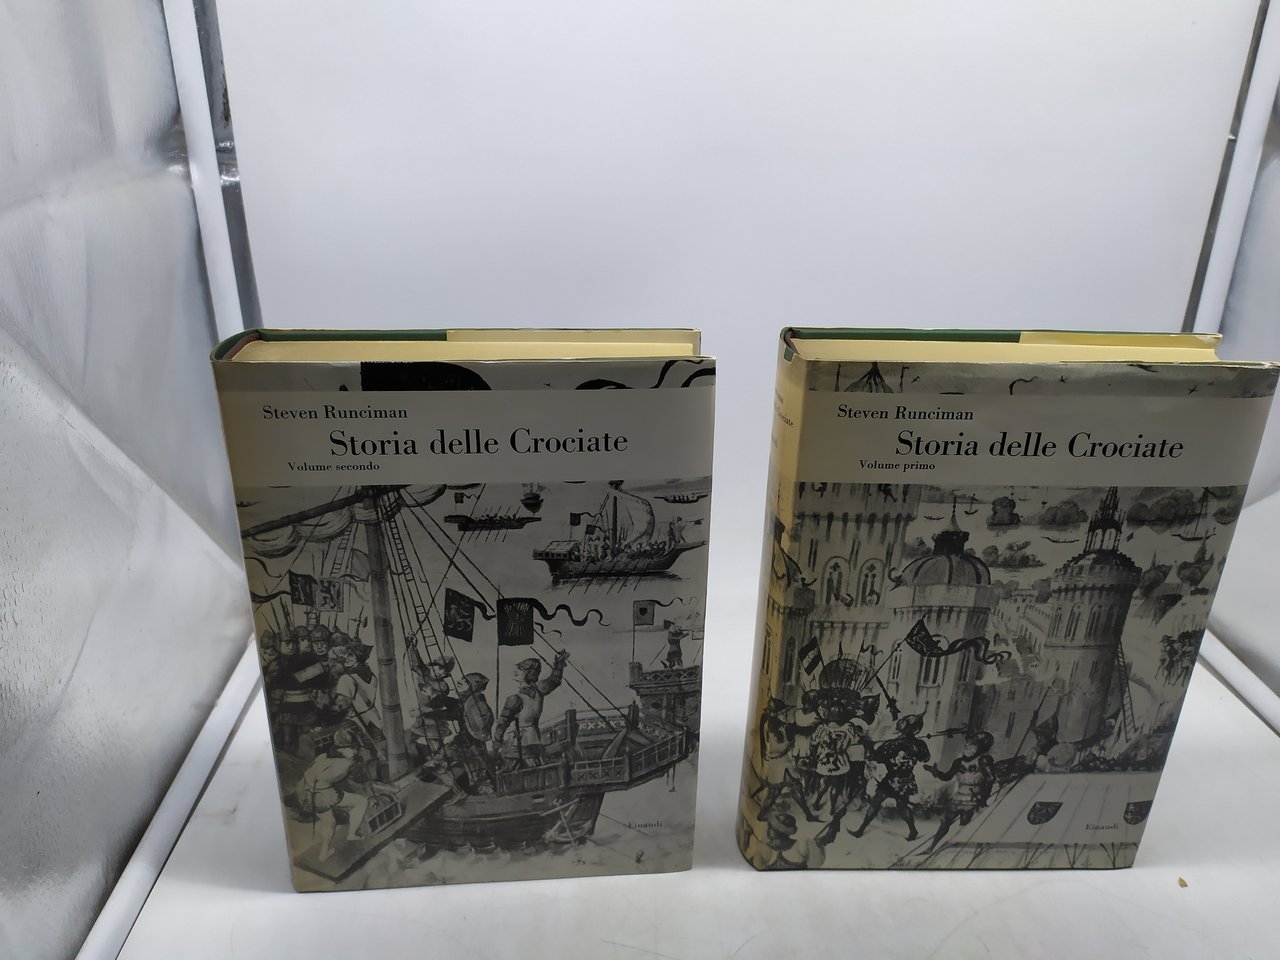 Steven Runciman
Storia delle Crociate
Volume secondo
Einaudi
Steven Runciman
Storia delle Crociate
Volume primo
Einaudi